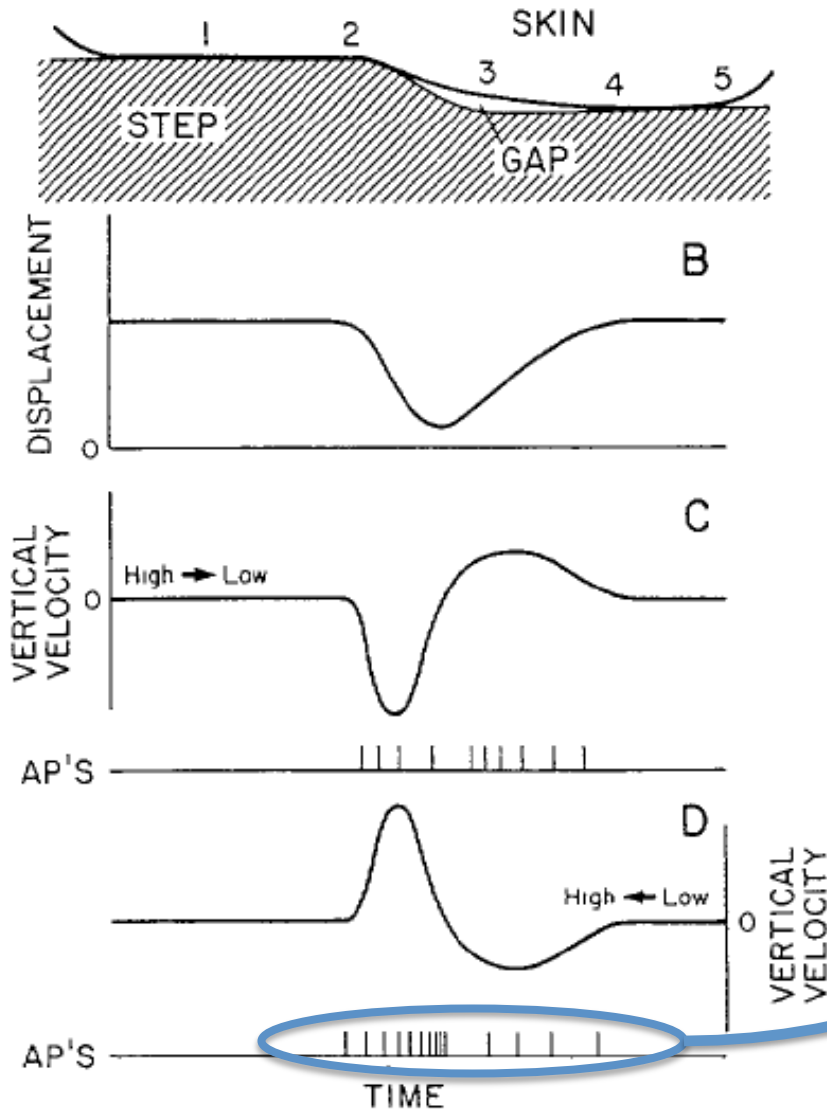 SKIN
1 2 3 4 5
STEP
GAP
DISPLACEMENT
0
B
VERTICAL
VELOCITY
0
High → Low
C
AP'S
D
High ← Low
0
VERTICAL
VELOCITY
AP'S
TIME